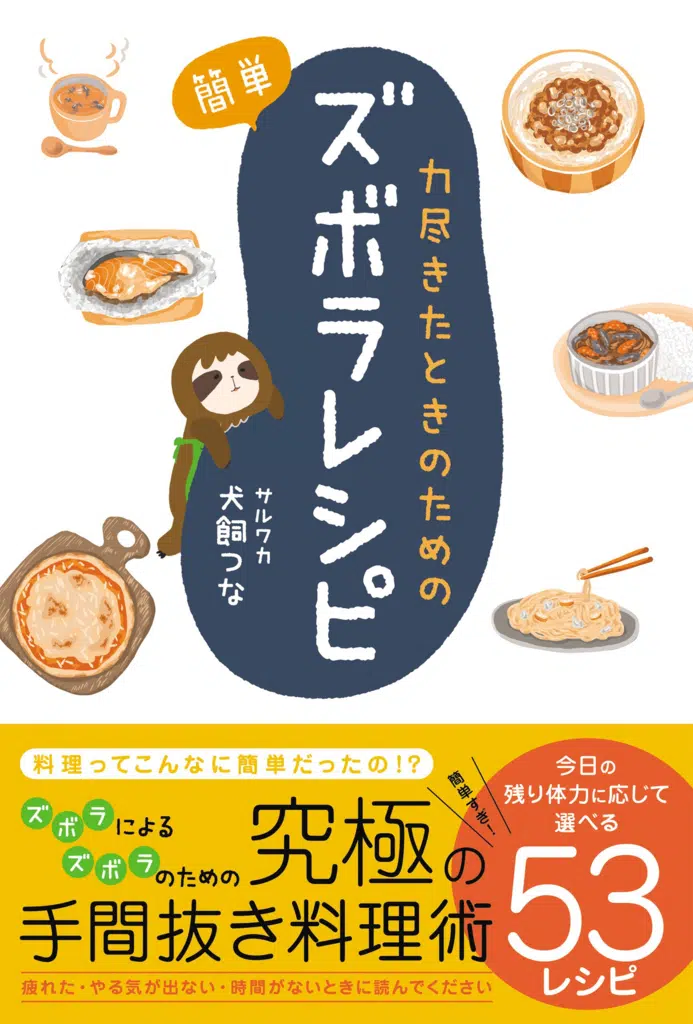 簡単
力尽きたときのための
ズボラレシピ
サルワカ
犬飼つな
料理ってこんなに簡単だったの!?
ズボラによる
ズボラのための
究極の
手間抜き料理術
簡単すぎ!
疲れた・やる気が出ない・時間がないときに読んでください
今日の
残り体力に応じて
選べる
53
レシピ